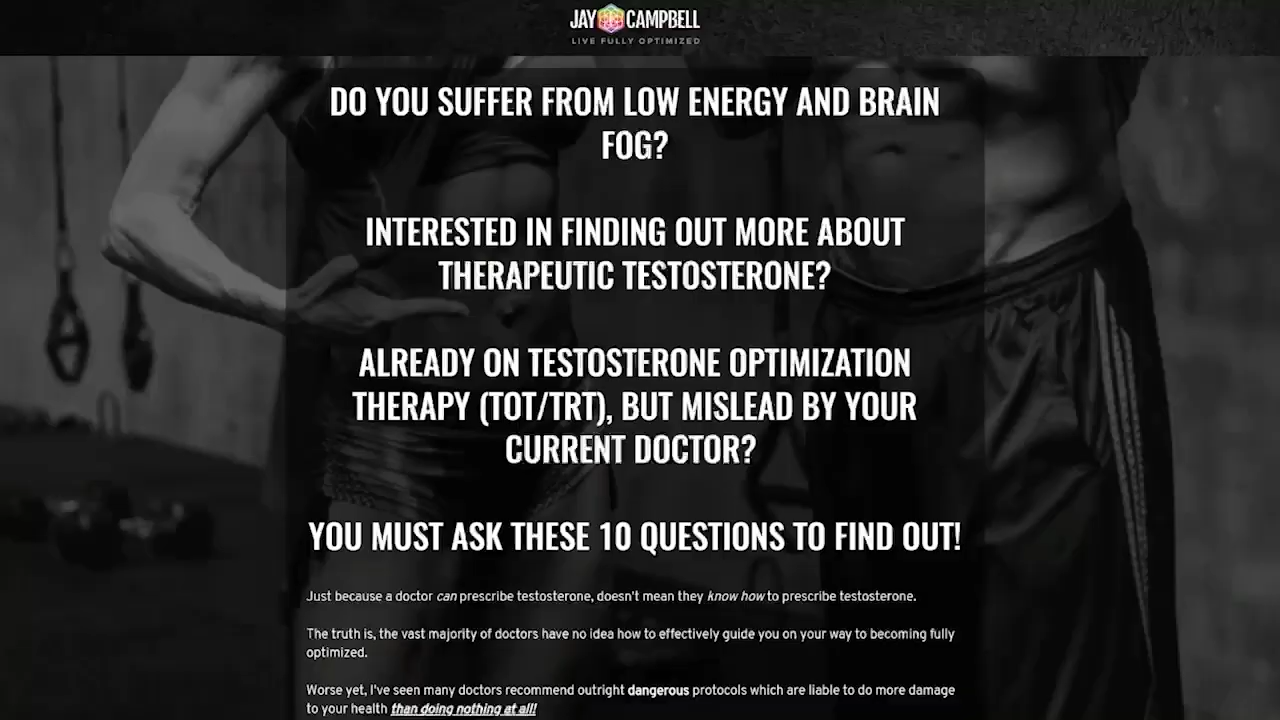 JAY CAMPBELL
LIVE FULLY OPTIMIZED
DO YOU SUFFER FROM LOW ENERGY AND BRAIN
FOG?
INTERESTED IN FINDING OUT MORE ABOUT
THERAPEUTIC TESTOSTERONE?
ALREADY ON TESTOSTERONE OPTIMIZATION
THERAPY (TOT/TRT), BUT MISLEAD BY YOUR
CURRENT DOCTOR?
YOU MUST ASK THESE 10 QUESTIONS TO FIND OUT!
Just because a doctor can prescribe testosterone, doesn't mean they know how to prescribe testosterone.
The truth is, the vast majority of doctors have no idea how to effectively guide you on your way to becoming fully
optimized.
Worse yet, I've seen many doctors recommend outright dangerous protocols which are liable to do more damage
to your health than doing nothing at all!